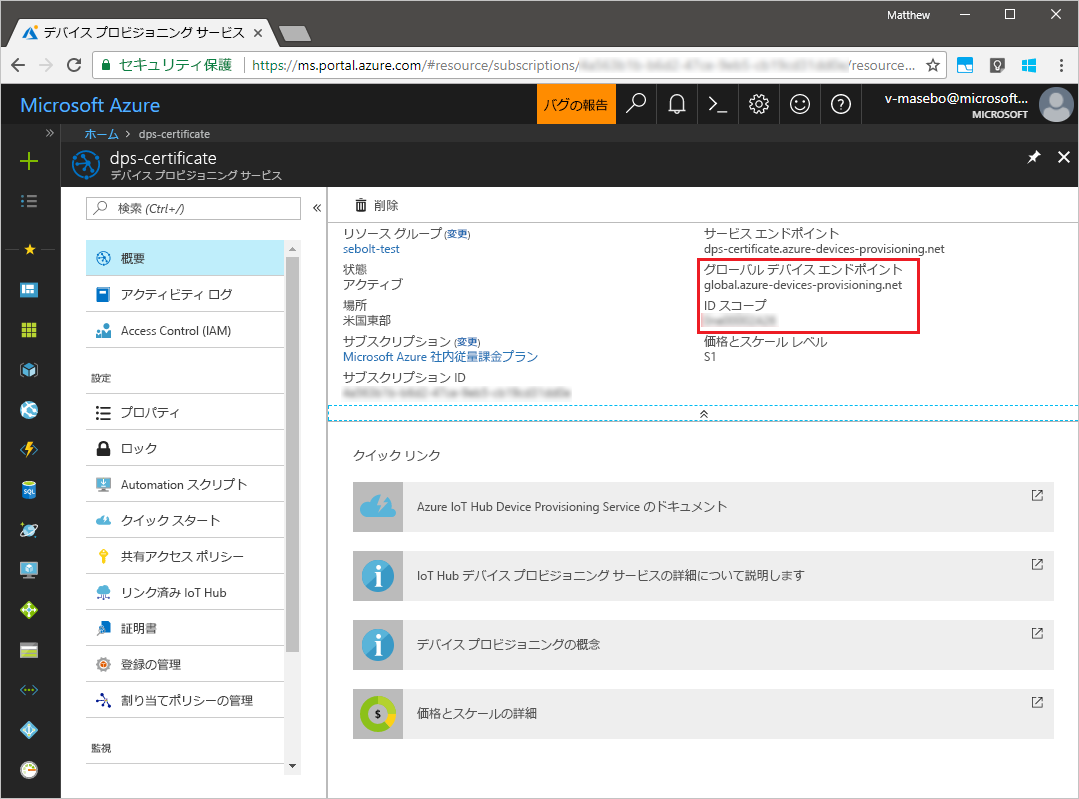 Matthew
デバイス プロビジョニング サービス
セキュリティ保護
https://ms.portal.azure.com/#resource/subscriptions/
/resource...
Microsoft Azure
バグの報告
v-masebo@microsoft...
MICROSOFT
ホーム > dps-certificate
dps-certificate
デバイス プロビジョニング サービス
検索 (Ctrl+/)
概要
アクティビティ ログ
Access Control (IAM)
設定
プロパティ
ロック
Automation スクリプト
クイック スタート
共有アクセス ポリシー
リンク済み IoT Hub
証明書
登録の管理
割り当てポリシーの管理
監視
削除
リソース グループ (変更)
sebolt-test
状態
アクティブ
場所
米国東部
サブスクリプション (変更)
Microsoft Azure 社内従量課金プラン
サブスクリプション ID
サービス エンドポイント
dps-certificate.azure-devices-provisioning.net
グローバル デバイス エンドポイント
global.azure-devices-provisioning.net
ID スコープ
価格とスケール レベル
S1
クイック リンク
Azure IoT Hub Device Provisioning Service のドキュメント
IoT Hub デバイス プロビジョニング サービスの詳細について説明します
デバイス プロビジョニングの概念
価格とスケールの詳細